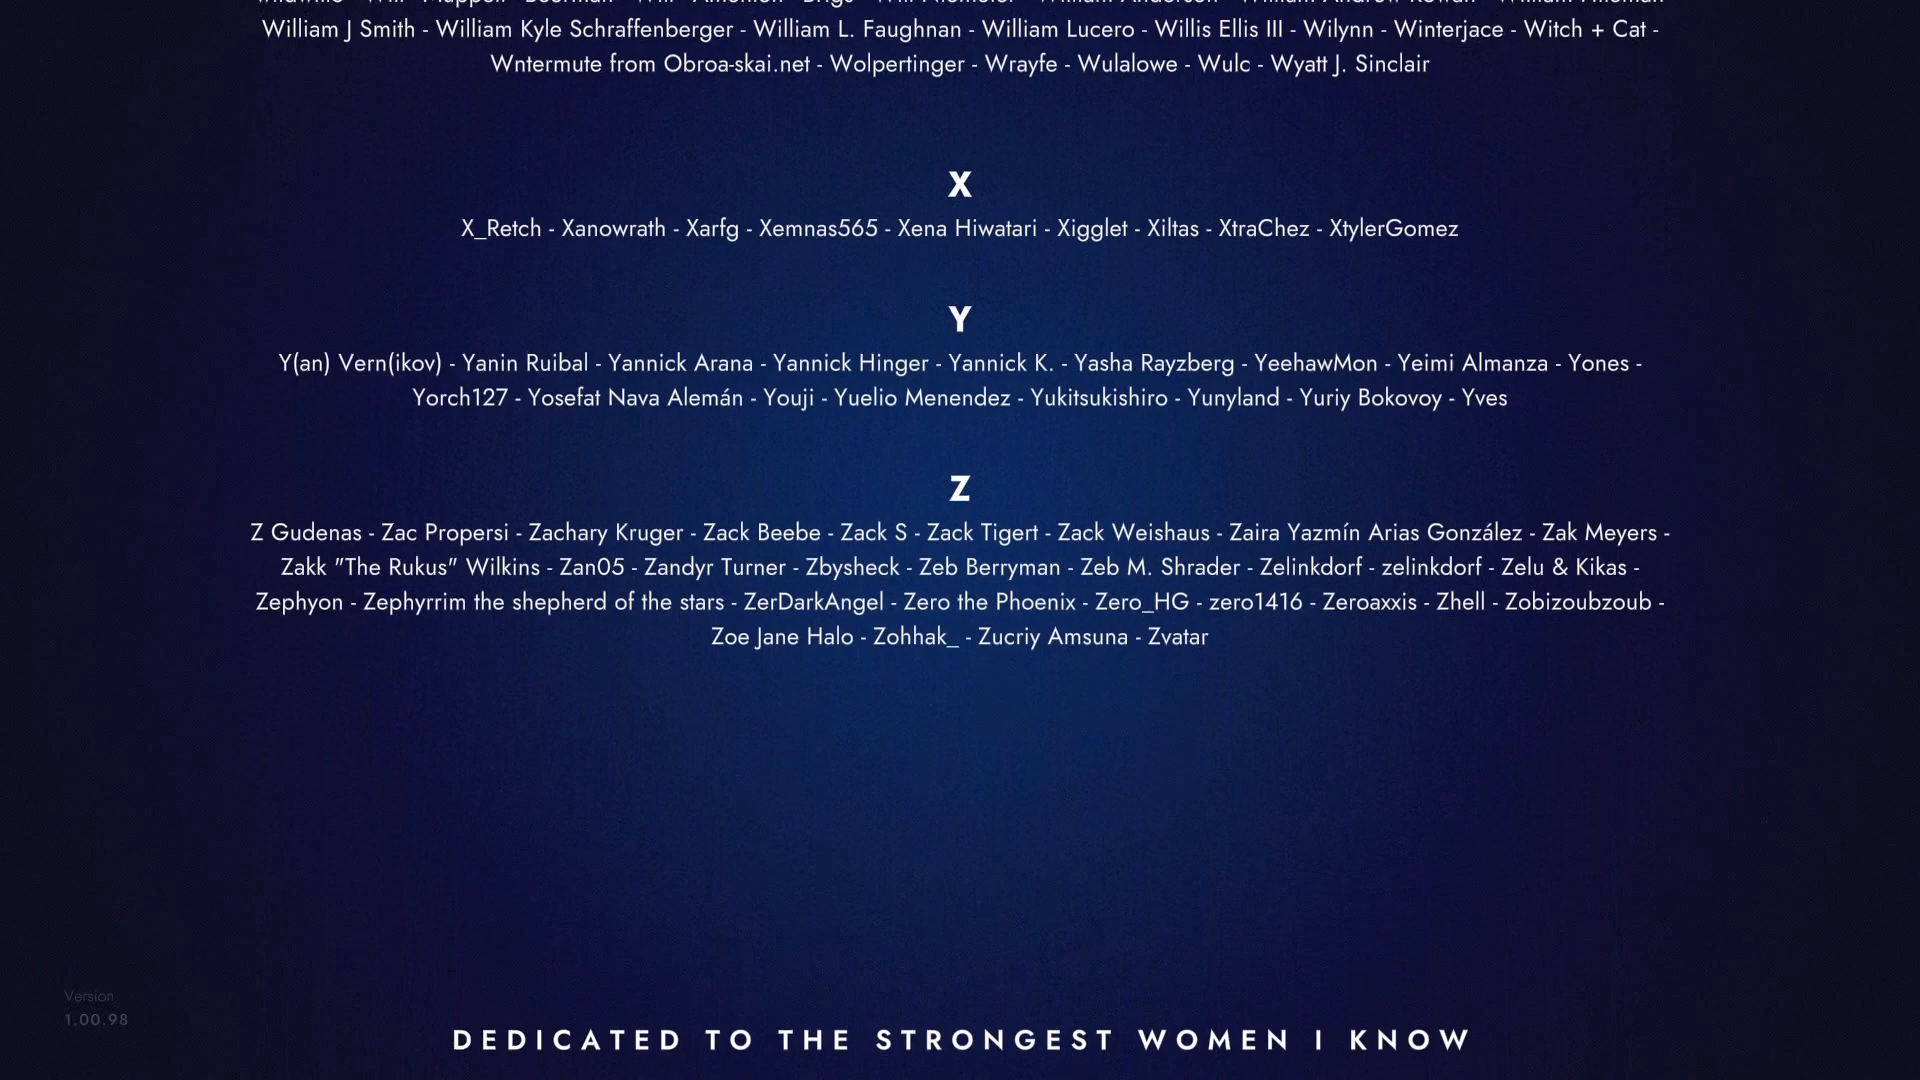 William J Smith - William Kyle Schraffenberger - William L. Faughnan - William Lucero - Willis Ellis III - Wilynn - Winterjace - Witch + Cat -
Wntermute from Obroa-skai.net - Wolpertinger - Wrayfe - Wulalowe - Wulc - Wyatt J. Sinclair
X
X_Retch - Xanowrath - Xarfg - Xemnas565 - Xena Hiwatari - Xigglet - Xiltas - XtraChez - XtylerGomez
Y
Y(an) Vern(ikov) - Yanin Ruibal - Yannick Arana - Yannick Hinger - Yannick K. - Yasha Rayzberg - YeehawMon - Yeimi Almanza - Yones -
Yorch127 - Yosefat Nava Alemán - Youji - Yuelio Menendez - Yukitsukishiro - Yunyland - Yuriy Bokovoy - Yves
Z
Z Gudenas - Zac Propersi - Zachary Kruger - Zack Beebe - Zack S - Zack Tigert - Zack Weishaus - Zaira Yazmín Arias González - Zak Meyers -
Zakk "The Rukus" Wilkins - Zan05 - Zandyr Turner - Zbysheck - Zeb Berryman - Zeb M. Shrader - Zelinkdorf - zelinkdorf - Zelu & Kikas -
Zephyon - Zephyrrim the shepherd of the stars - ZerDarkAngel - Zero the Phoenix - Zero_HG - zero1416 - Zeroaxxis - Zhell - Zobizoubzoub -
Zoe Jane Halo - Zohhak_ - Zucriy Amsuna - Zvatar
Version
1.00.98
DEDICATED TO THE STRONGEST WOMEN I KNOW